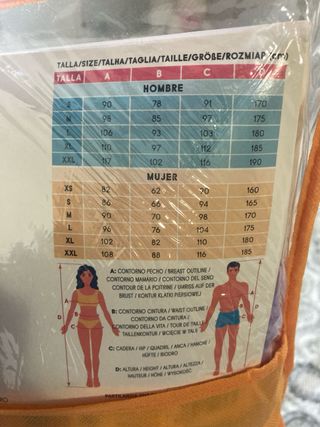 TALLA/SIZE/TALHA/TAGLIA/TAILLE/GRÖßE/ROZMIAR (cm)
TALLA A B C D
HOMBRE
S 90 78 91 170
M 98 85 97 175
L 106 93 103 180
XL 110 97 112 185
XXL 117 102 116 190
MUJER
XS 82 62 90 160
S 86 66 94 165
M 90 70 98 170
L 96 76 104 175
XL 102 82 110 180
XXL 108 88 116 185
A: CONTORNO PECHO / BREAST OUTLINE /
CONTORNO MAMARIO / CONTORNO DEL SENO
CONTOUR DE LA POITRINE / UMRISS AUF DER
BRUST / KONTUR KLATKI PIERSIOWEJ
B: CONTORNO CINTURA / WAIST OUTLINE /
CONTORNO DA CINTURA /
CONTORNO DELLA VITA / TOUR DE TAILLE
TAILLENKONTUR / WCIĘCIE W TALII
C: CADERA / HIP / QUADRIL / ANCA / HANCHE /
HÜFTE / BIODRO
D: ALTURA / HEIGHT / ALTURA / ALTEZZA /
HAUTEUR / HÖHE / WYSOKOŚĆ
A
B
C
D
A
B
C
D